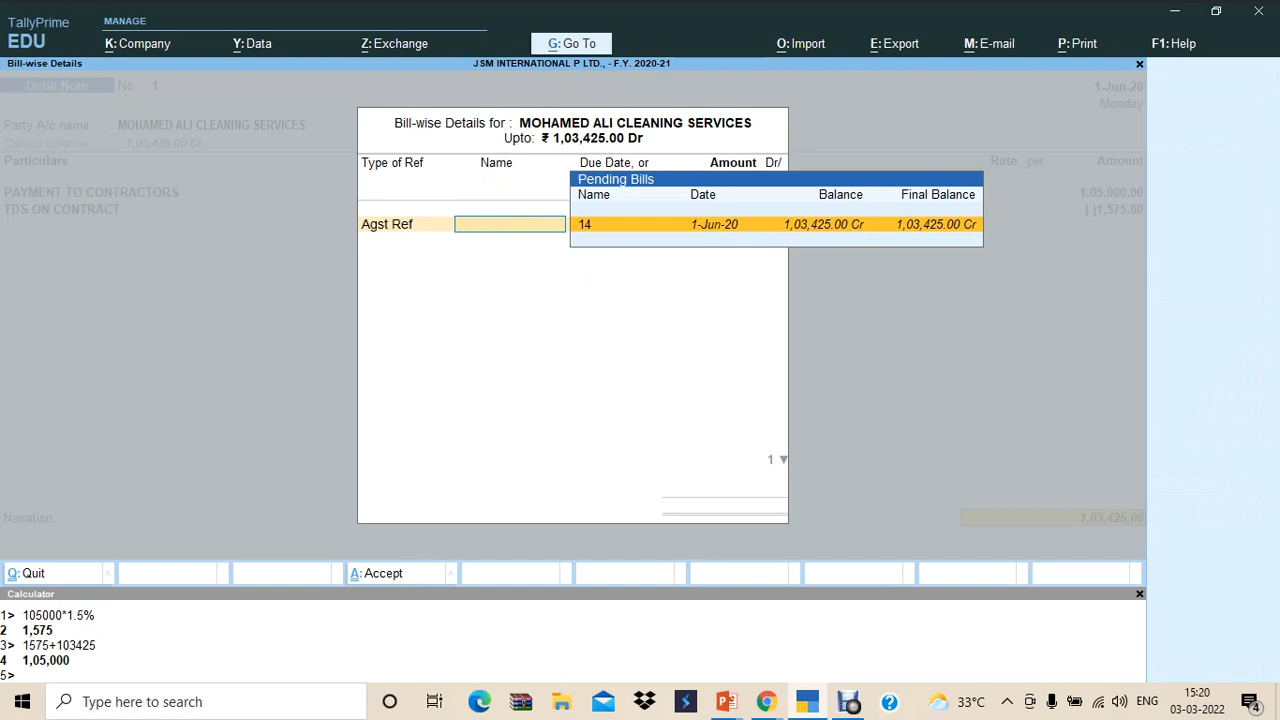 TallyPrime
EDU
MANAGE
K:Company Y:Data Z:Exchange G:Go To O:Import E:Export M:E-mail P:Print F1:Help
Bill-wise Details JSM INTERNATIONAL P LTD., - F.Y. 2020-21
Debit Note No. 1 1-Jun-20
Monday
Party A/c name : MOHAMED ALI CLEANING SERVICES
Current balance : 1,03,425.00 Dr
Particulars Rate per Amount
PAYMENT TO CONTRACTORS 1,05,000.00
TDS ON CONTRACT (-)1,575.00
Bill-wise Details for : MOHAMED ALI CLEANING SERVICES
Upto: ₹ 1,03,425.00 Dr
Type of Ref Name Due Date, or Amount Dr/
Pending Bills
Name Date Balance Final Balance
Agst Ref 14 1-Jun-20 1,03,425.00 Cr 1,03,425.00 Cr
1 ▼
Narration: 1,03,425.00
Q:Quit A:Accept
Calculator
1> 105000*1.5%
2 1,575
3> 1575+103425
4 1,05,000
5>
Type here to search 33°C ENG 15:20
03-03-2022 4